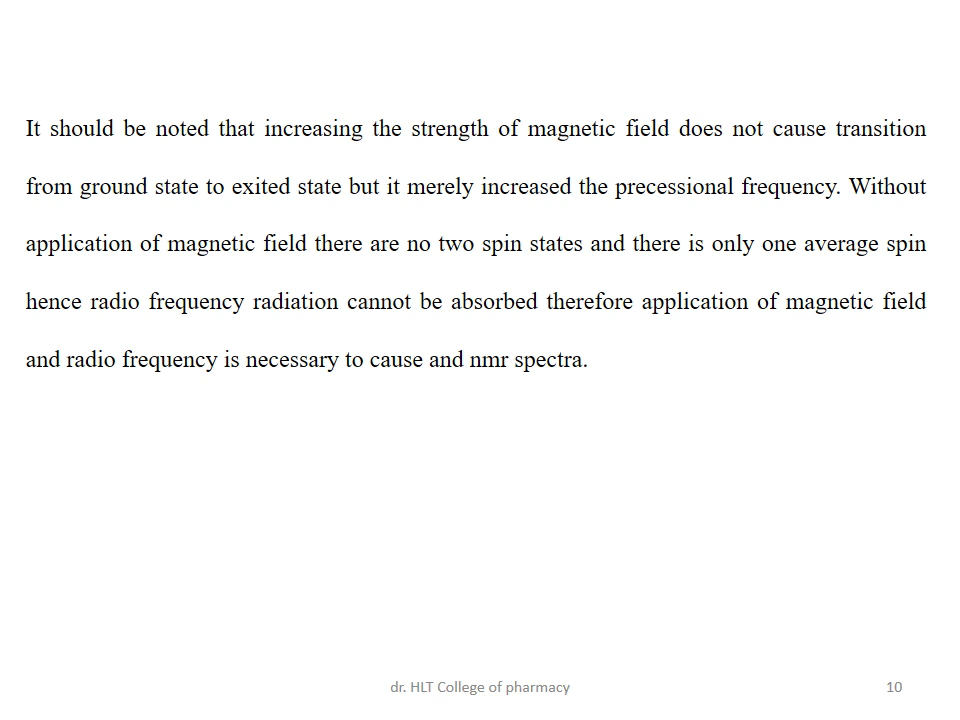 It should be noted that increasing the strength of magnetic field does not cause transition
from ground state to exited state but it merely increased the precessional frequency. Without
application of magnetic field there are no two spin states and there is only one average spin
hence radio frequency radiation cannot be absorbed therefore application of magnetic field
and radio frequency is necessary to cause and nmr spectra.
dr. HLT College of pharmacy
10